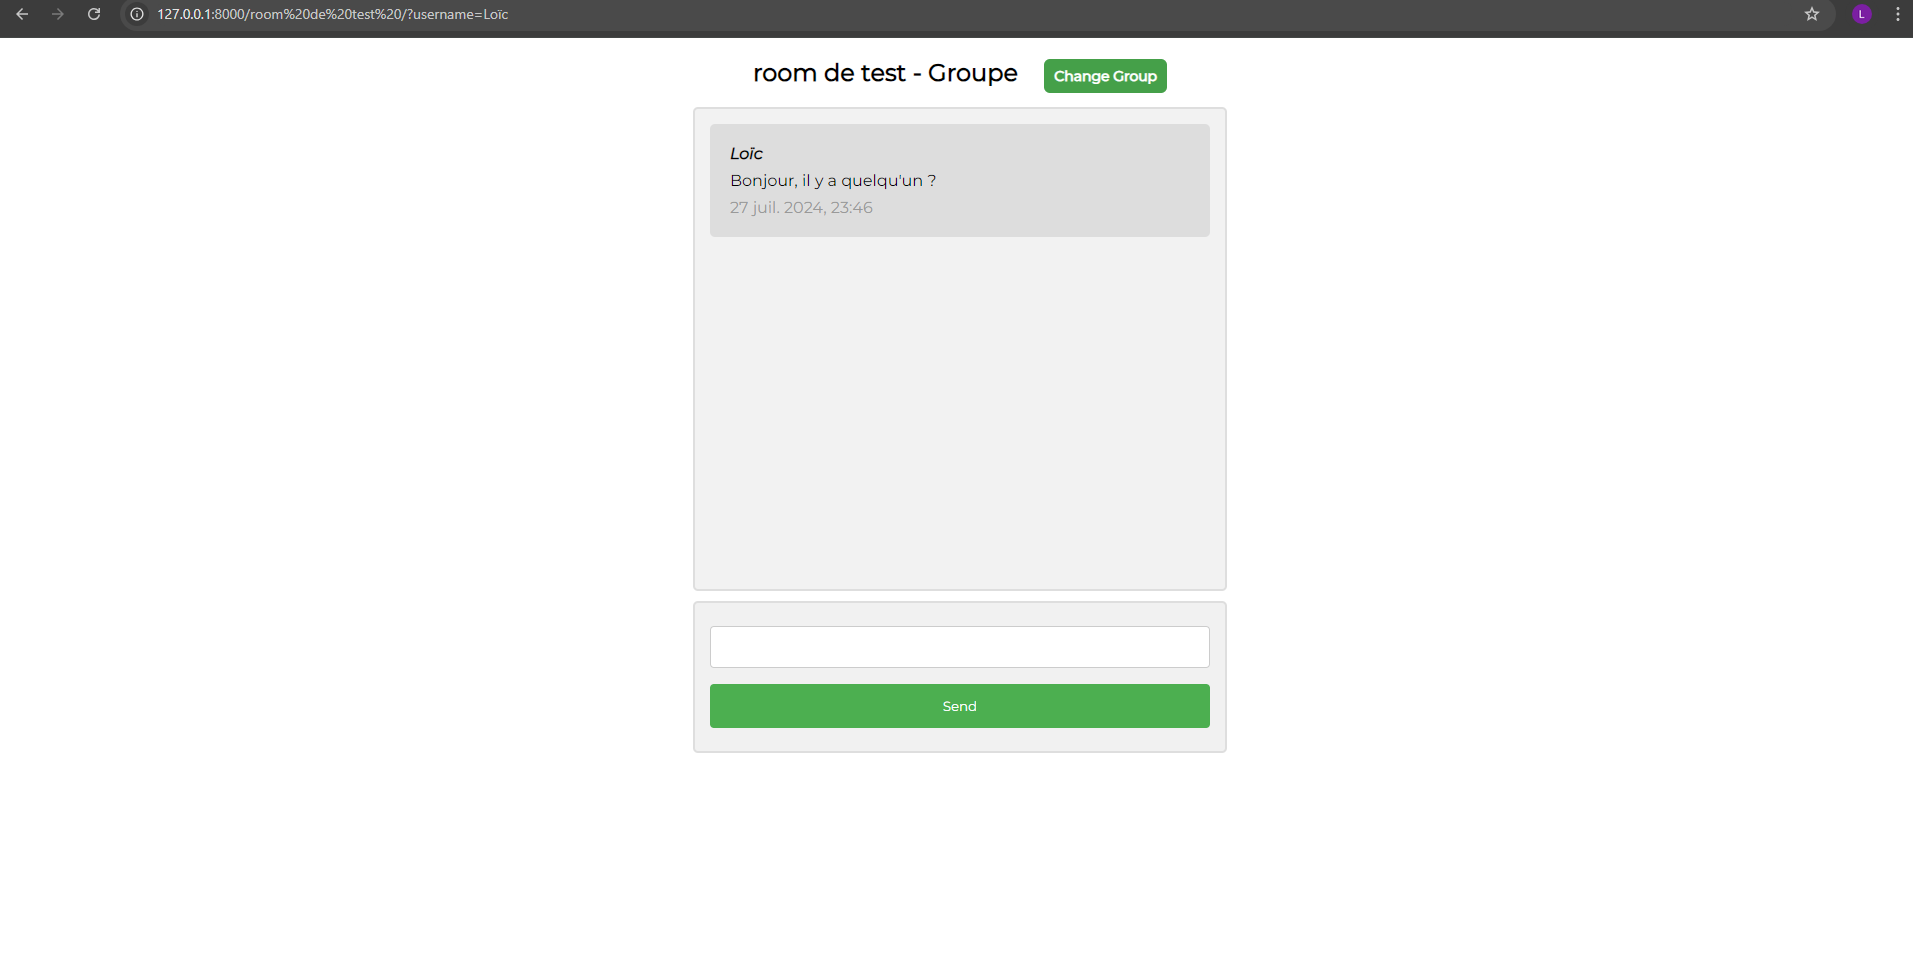 127.0.0.1:8000/room%20de%20test%20/?username=Loïc
L
room de test - Groupe
Change Group
Loïc
Bonjour, il y a quelqu'un ?
27 juil. 2024, 23:46
Send